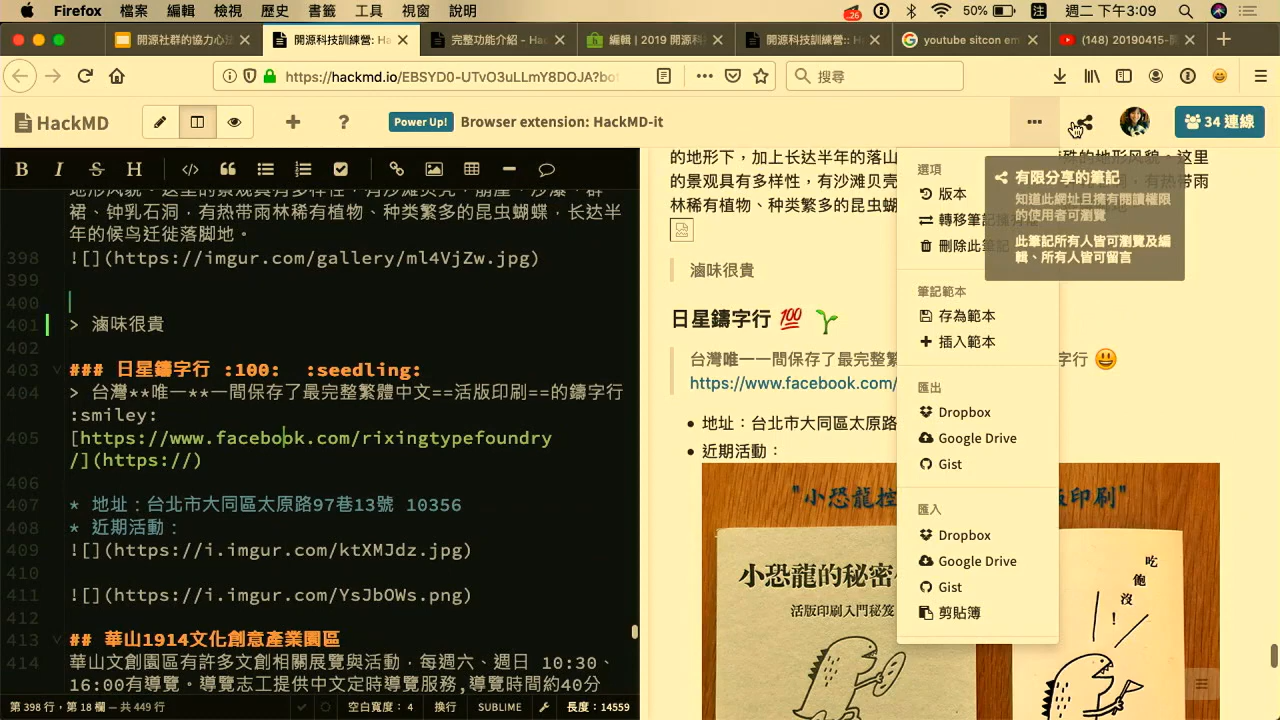 Firefox 檔案 編輯 檢視 歷史 書籤 工具 視窗 說明 26 50% 注 週二 下午3:09
開源社群的協力心法
開源科技訓練營: Ha
完整功能介紹 - Hac
編輯 | 2019 開源科技
開源科技訓練營:: H
youtube sitcon em
(148) 20190415-開
https://hackmd.io/EBSYD0-UTvO3uLLmY8DOJA?bot
搜尋
HackMD
Power Up! Browser extension: HackMD-it
34 連線
地形风貌。这里的景观具有多样性，有沙滩贝壳、崩崖、沙瀑、群
裙、钟乳石洞，有热带雨林稀有植物、种类繁多的昆虫蝴蝶，长达半
年的候鸟迁徙落脚地。
398 ![](https://imgur.com/gallery/ml4VjZw.jpg)
399
400
401 > 滷味很貴
402
403 ### 日星鑄字行 :100: :seedling:
404 > 台灣**唯一**一間保存了最完整繁體中文==活版印刷==的鑄字行
:smiley:
405 [https://www.facebook.com/rixingtypefoundry
/](https://)
406
407 * 地址：台北市大同區太原路97巷13號 10356
408 * 近期活動：
409 ![](https://i.imgur.com/ktXMJdz.jpg)
410
411 ![](https://i.imgur.com/YsJbOWs.png)
412
413 ## 華山1914文化創意產業園區
414 華山文創園區有許多文創相關展覽與活動，每週六、週日 10:30、
16:00有導覽。導覽志工提供中文定時導覽服務,導覽時間約40分
第 398 行，第 18 欄 — 共 449 行 空白寬度： 4 換行 SUBLIME 長度：14559
的地形下，加上长达半年的落山
殊的地形风貌。这里
的景观具有多样性，有沙滩贝壳
有热带雨
林稀有植物、种类繁多的昆虫蝴
滷味很貴
日星鑄字行 💯 🌱
台灣唯一一間保存了最完整繁
字行 😃
https://www.facebook.com/
地址：台北市大同區太原路
近期活動：
"小恐龍控
版印刷"
小恐龍的秘密
活版印刷入門秘笈
吃
飽
沒
！
選項
版本
轉移筆記擁有權
刪除此筆記
筆記範本
存為範本
插入範本
匯出
Dropbox
Google Drive
Gist
匯入
Dropbox
Google Drive
Gist
剪貼簿
有限分享的筆記
知道此網址且擁有閱讀權限
的使用者可瀏覽
此筆記所有人皆可瀏覽及編
輯、所有人皆可留言